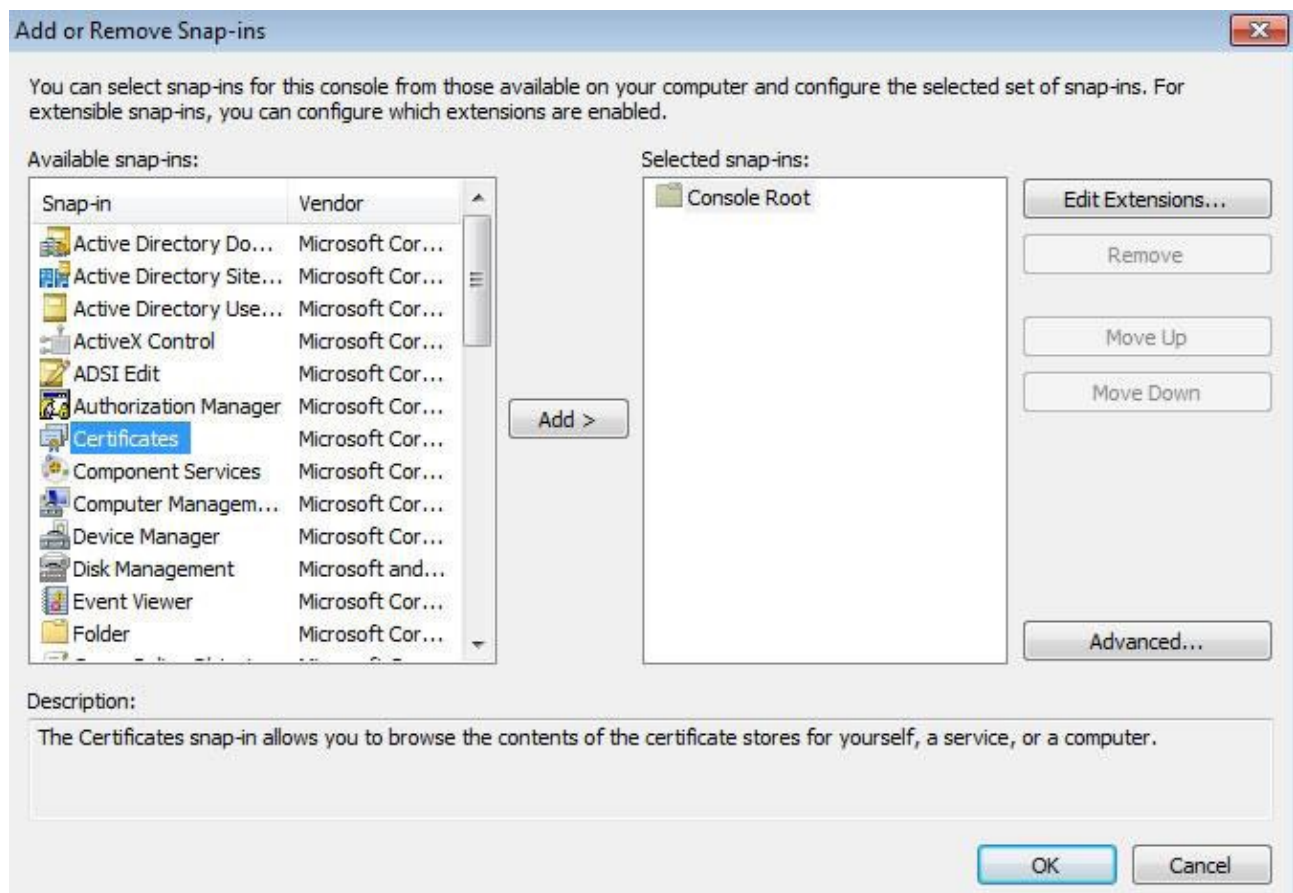 Add or Remove Snap-ins
You can select snap-ins for this console from those available on your computer and configure the selected set of snap-ins. For
extensible snap-ins, you can configure which extensions are enabled.
Available snap-ins:
Selected snap-ins:
Snap-in Vendor
Console Root
Edit Extensions...
Active Directory Do... Microsoft Cor...
Active Directory Site... Microsoft Cor...
Active Directory Use... Microsoft Cor...
ActiveX Control Microsoft Cor...
ADSI Edit Microsoft Cor...
Authorization Manager Microsoft Cor...
Certificates Microsoft Cor...
Component Services Microsoft Cor...
Computer Managem... Microsoft Cor...
Device Manager Microsoft Cor...
Disk Management Microsoft and...
Event Viewer Microsoft Cor...
Folder Microsoft Cor...
Add >
Remove
Move Up
Move Down
Advanced...
Description:
The Certificates snap-in allows you to browse the contents of the certificate stores for yourself, a service, or a computer.
OK
Cancel